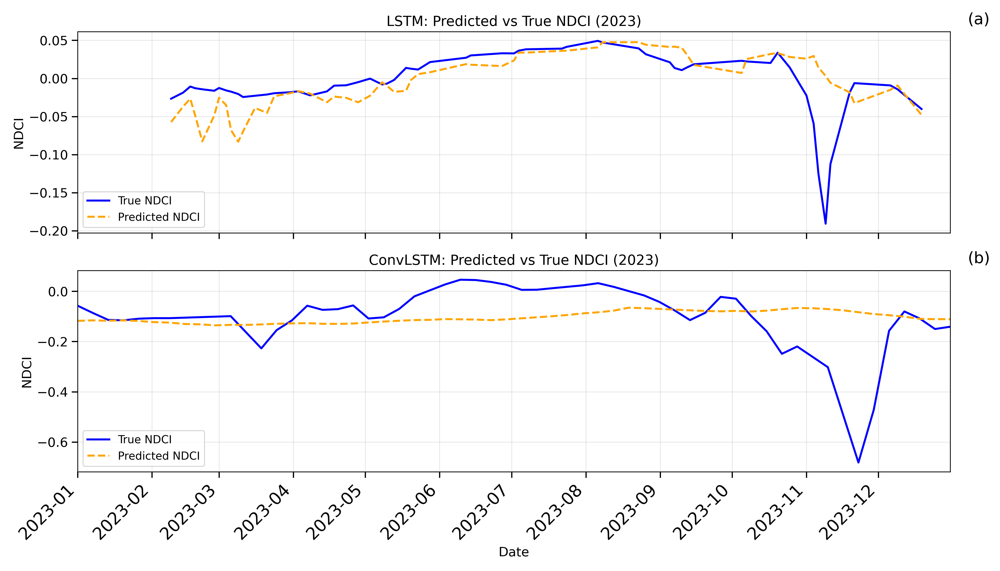 LSTM: Predicted vs True NDCI (2023)
(a)
0.05
0.00
−0.05
−0.10
−0.15
−0.20
NDCI
True NDCI
Predicted NDCI
ConvLSTM: Predicted vs True NDCI (2023)
(b)
0.0
−0.2
−0.4
−0.6
NDCI
True NDCI
Predicted NDCI
2023-01
2023-02
2023-03
2023-04
2023-05
2023-06
2023-07
2023-08
2023-09
2023-10
2023-11
2023-12
Date